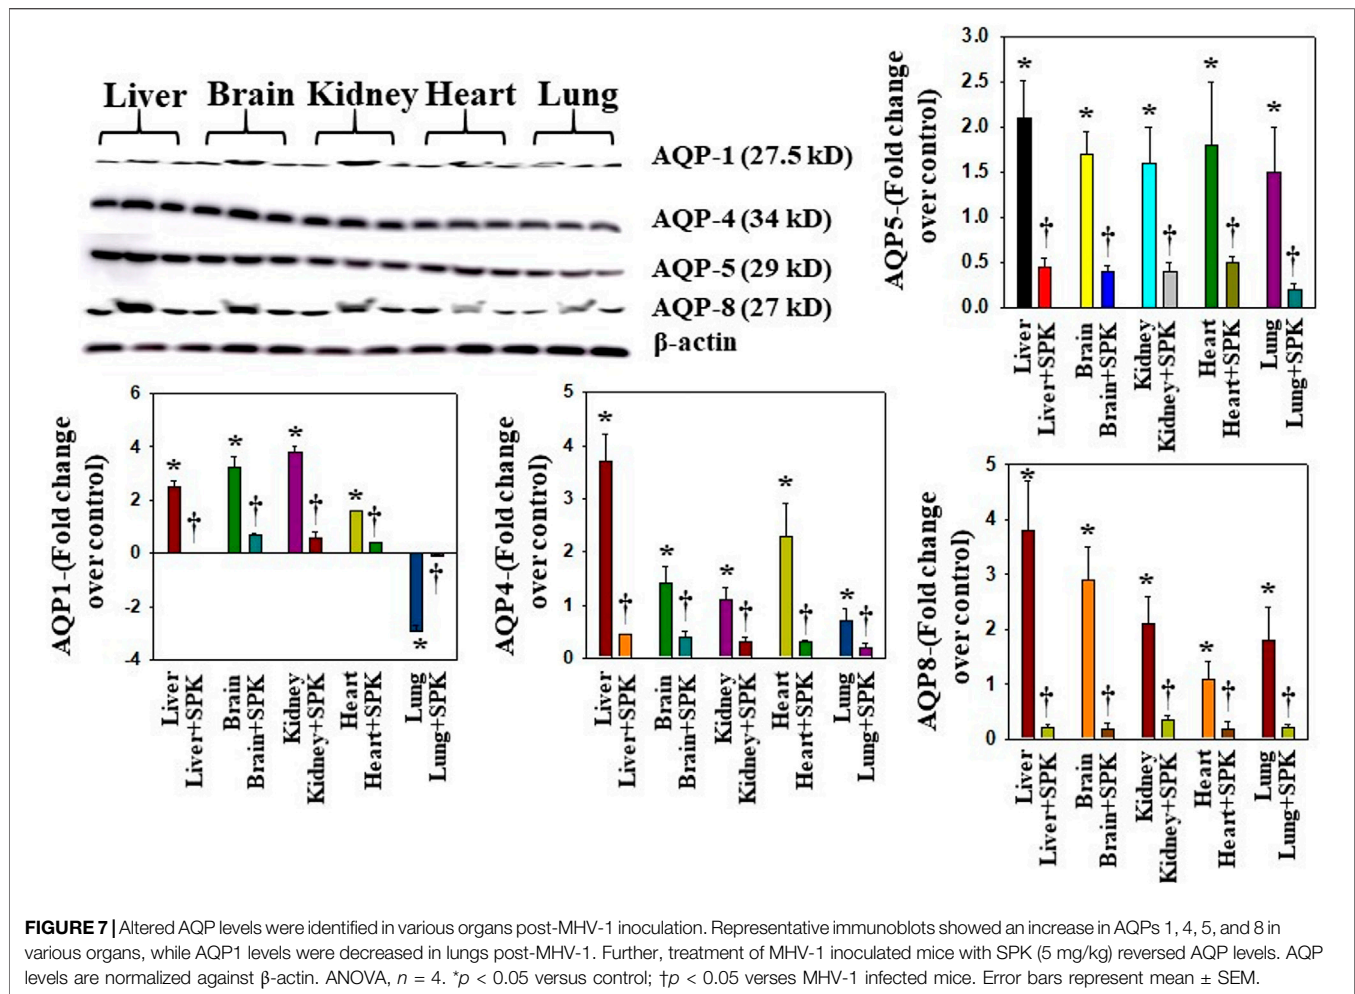 Liver Brain Kidney Heart Lung
AQP-1 (27.5 kD)
AQP-4 (34 kD)
AQP-5 (29 kD)
AQP-8 (27 kD)
β-actin
AQP5-(Fold change
over control)
3.0
2.5
2.0
1.5
1.0
0.5
0.0
* * * * *
† † † † †
Liver
Liver+SPK
Brain
Brain+SPK
Kidney
Kidney+SPK
Heart
Heart+SPK
Lung
Lung+SPK
AQP1-(Fold change
over control)
6
4
2
0
-2
-4
* * * * *
† † † † †
Liver
Liver+SPK
Brain
Brain+SPK
Kidney
Kidney+SPK
Heart
Heart+SPK
Lung
Lung+SPK
AQP4-(Fold change
over control)
5
4
3
2
1
0
* * * * *
† † † † †
Liver
Liver+SPK
Brain
Brain+SPK
Kidney
Kidney+SPK
Heart
Heart+SPK
Lung
Lung+SPK
AQP8-(Fold change
over control)
5
4
3
2
1
0
* * * * *
† † † † †
Liver
Liver+SPK
Brain
Brain+SPK
Kidney
Kidney+SPK
Heart
Heart+SPK
Lung
Lung+SPK
FIGURE 7 | Altered AQP levels were identified in various organs post-MHV-1 inoculation. Representative immunoblots showed an increase in AQPs 1, 4, 5, and 8 in
various organs, while AQP1 levels were decreased in lungs post-MHV-1. Further, treatment of MHV-1 inoculated mice with SPK (5 mg/kg) reversed AQP levels. AQP
levels are normalized against β-actin. ANOVA, n = 4. *p < 0.05 versus control; †p < 0.05 verses MHV-1 infected mice. Error bars represent mean ± SEM.